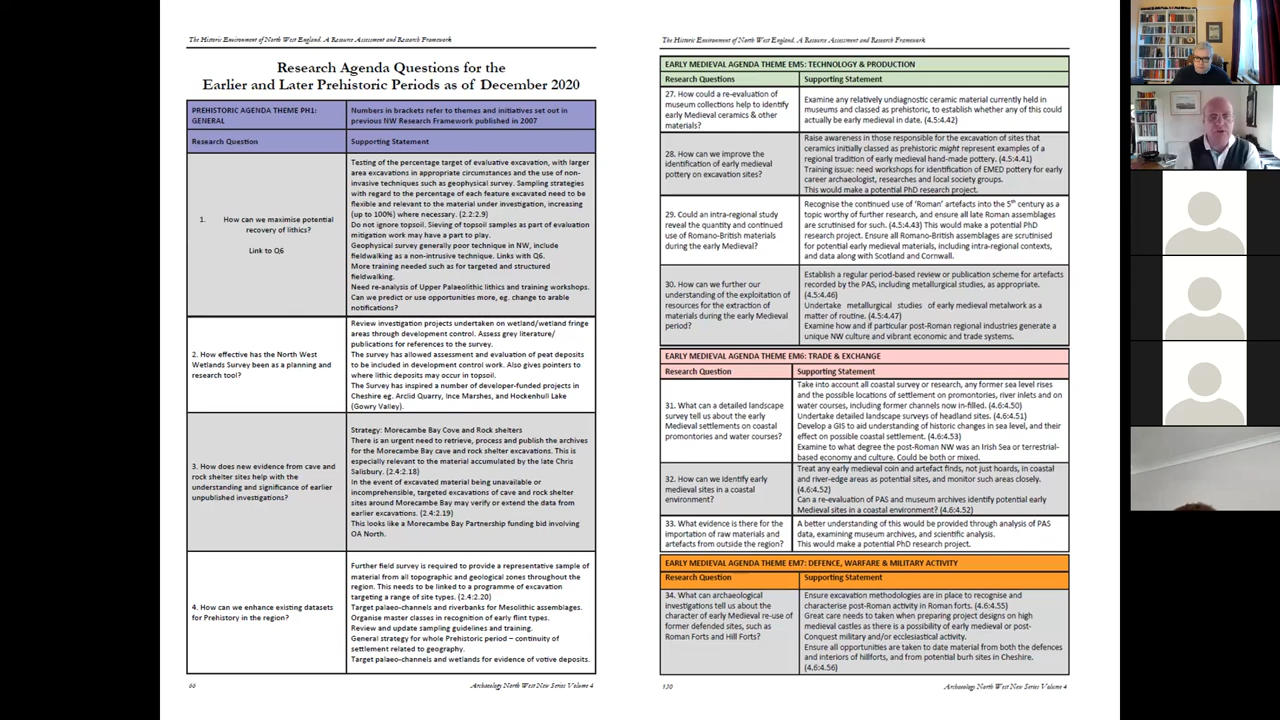 The Historic Environment of North West England. A Resource Assessment and Research Framework
Research Agenda Questions for the
Earlier and Later Prehistoric Periods as of December 2020
PREHISTORIC AGENDA THEME PH1:
GENERAL
Numbers in brackets refer to themes and initiatives set out in
previous NW Research Framework published in 2007
Research Question
Supporting Statement
1. How can we maximise potential
recovery of lithics?
Link to Q6
Testing of the percentage target of evaluative excavation, with larger
area excavations in appropriate circumstances and the use of non-
invasive techniques such as geophysical survey. Sampling strategies
with regard to the percentage of each feature excavated need to be
flexible and relevant to the material under investigation, increasing
(up to 100%) where necessary. (2.2:2.9)
Do not ignore topsoil. Sieving of topsoil samples as part of evaluation
mitigation work may have a part to play.
Geophysical survey generally poor technique in NW, include
fieldwalking as a non-intrusive technique. Links with Q6.
More training needed such as for targeted and structured
fieldwalking.
Need re-analysis of Upper Palaeolithic lithics and training workshops.
Can we predict or use opportunities more, eg. change to arable
notifications?
2. How effective has the North West
Wetlands Survey been as a planning and
research tool?
Review investigation projects undertaken on wetland/wetland fringe
areas through development control. Assess grey literature/
publications for references to the survey.
The survey has allowed assessment and evaluation of peat deposits
to be included in development control work. Also gives pointers to
where lithic deposits may occur in topsoil.
The Survey has inspired a number of developer-funded projects in
Cheshire eg. Arclid Quarry, Ince Marshes, and Hockenhull Lake
(Gowry Valley).
3. How does new evidence from cave and
rock shelter sites help with the
understanding and significance of earlier
unpublished investigations?
Strategy: Morecambe Bay Cove and Rock shelters
There is an urgent need to retrieve, process and publish the archives
for the Morecambe Bay cave and rock shelter excavations. This is
especially relevant to the material accumulated by the late Chris
Salisbury. (2.4:2.18)
In the event of excavated material being unavailable or
incomprehensible, targeted excavations of cave and rock shelter
sites around Morecambe Bay may verify or extend the data from
earlier excavations. (2.4:2.19)
This looks like a Morecambe Bay Partnership funding bid involving
OA North.
4. How can we enhance existing datasets
for Prehistory in the region?
Further field survey is required to provide a representative sample of
material from all topographic and geological zones throughout the
region. This needs to be linked to a programme of excavation
targeting a range of site types. (2.4:2.20)
Target palaeo-channels and riverbanks for Mesolithic assemblages.
Organise master classes in recognition of early flint types.
Review and update sampling guidelines and training.
General strategy for whole Prehistoric period – continuity of
settlement related to geography.
Target palaeo-channels and wetlands for evidence of votive deposits.
66
Archaeology North West New Series Volume 4
The Historic Environment of North West England. A Resource Assessment and Research Framework
EARLY MEDIEVAL AGENDA THEME EM5: TECHNOLOGY & PRODUCTION
Research Questions
Supporting Statement
27. How could a re-evaluation of
museum collections help to identify
early Medieval ceramics & other
materials?
Examine any relatively undiagnostic ceramic material currently held in
museums and classed as prehistoric, to establish whether any of this could
actually be early medieval in date. (4.5:4.42)
28. How can we improve the
identification of early medieval
pottery on excavation sites?
Raise awareness in those responsible for the excavation of sites that
ceramics initially classed as prehistoric might represent examples of a
regional tradition of early medieval hand-made pottery. (4.5:4.41)
Training issue: need workshops for identification of EMED pottery for early
career archaeologist, researches and local society groups.
This would make a potential PhD research project.
29. Could an intra-regional study
reveal the quantity and continued
use of Romano-British materials
during the early Medieval?
Recognise the continued use of ‘Roman’ artefacts into the 5th century as a
topic worthy of further research, and ensure all late Roman assemblages
are scrutinised for such. (4.5:4.43) This would make a potential PhD
research project. Ensure all Romano-British assemblages are scrutinised
for potential early medieval materials, including intra-regional contexts,
and data along with Scotland and Cornwall.
30. How can we further our
understanding of the exploitation of
resources for the extraction of
materials during the early Medieval
period?
Establish a regular period-based review or publication scheme for artefacts
recorded by the PAS, including metallurgical studies, as appropriate.
(4.5:4.46)
Undertake metallurgical studies of early medieval metalwork as a
matter of routine. (4.5:4.47)
Examine how and if particular post-Roman regional industries generate a
unique NW culture and vibrant economic and trade systems.
EARLY MEDIEVAL AGENDA THEME EM6: TRADE & EXCHANGE
Research Question
Supporting Statement
31. What can a detailed landscape
survey tell us about the early
Medieval settlements on coastal
promontories and water courses?
Take into account all coastal survey or research, any former sea level rises
and the possible locations of settlement on promontories, river inlets and on
water courses, including former channels now in-filled. (4.6:4.50)
Undertake detailed landscape surveys of headland sites. (4.6:4.51)
Develop a GIS to aid understanding of historic changes in sea level, and their
effect on possible coastal settlement. (4.6:4.53)
Examine to what degree the post-Roman NW was an Irish Sea or terrestrial-
based economy and culture. Could be both or mixed.
32. How can we identify early
medieval sites in a coastal
environment?
Treat any early medieval coin and artefact finds, not just hoards, in coastal
and river-edge areas as potential sites, and monitor such areas closely.
(4.6:4.52)
Can a re-evaluation of PAS and museum archives identify potential early
Medieval sites in a coastal environment? (4.6:4.52)
33. What evidence is there for the
importation of raw materials and
artefacts from outside the region?
A better understanding of this would be provided through analysis of PAS
data, examining museum archives, and scientific analysis.
This would make a potential PhD research project.
EARLY MEDIEVAL AGENDA THEME EM7: DEFENCE, WARFARE & MILITARY ACTIVITY
Research Question
Supporting Statement
34. What can archaeological
investigations tell us about the
character of early Medieval re-use of
former defended sites, such as
Roman Forts and Hill Forts?
Ensure excavation methodologies are in place to recognise and
characterise post-Roman activity in Roman forts. (4.6:4.55)
Great care needs to taken when preparing project designs on high
medieval castles as there is a possibility of early medieval or post-
Conquest military and/or ecclesiastical activity.
Ensure all opportunities are taken to date material from both the defences
and interiors of hillforts, and from potential burh sites in Cheshire.
(4.6:4.56)
130
Archaeology North West New Series Volume 4